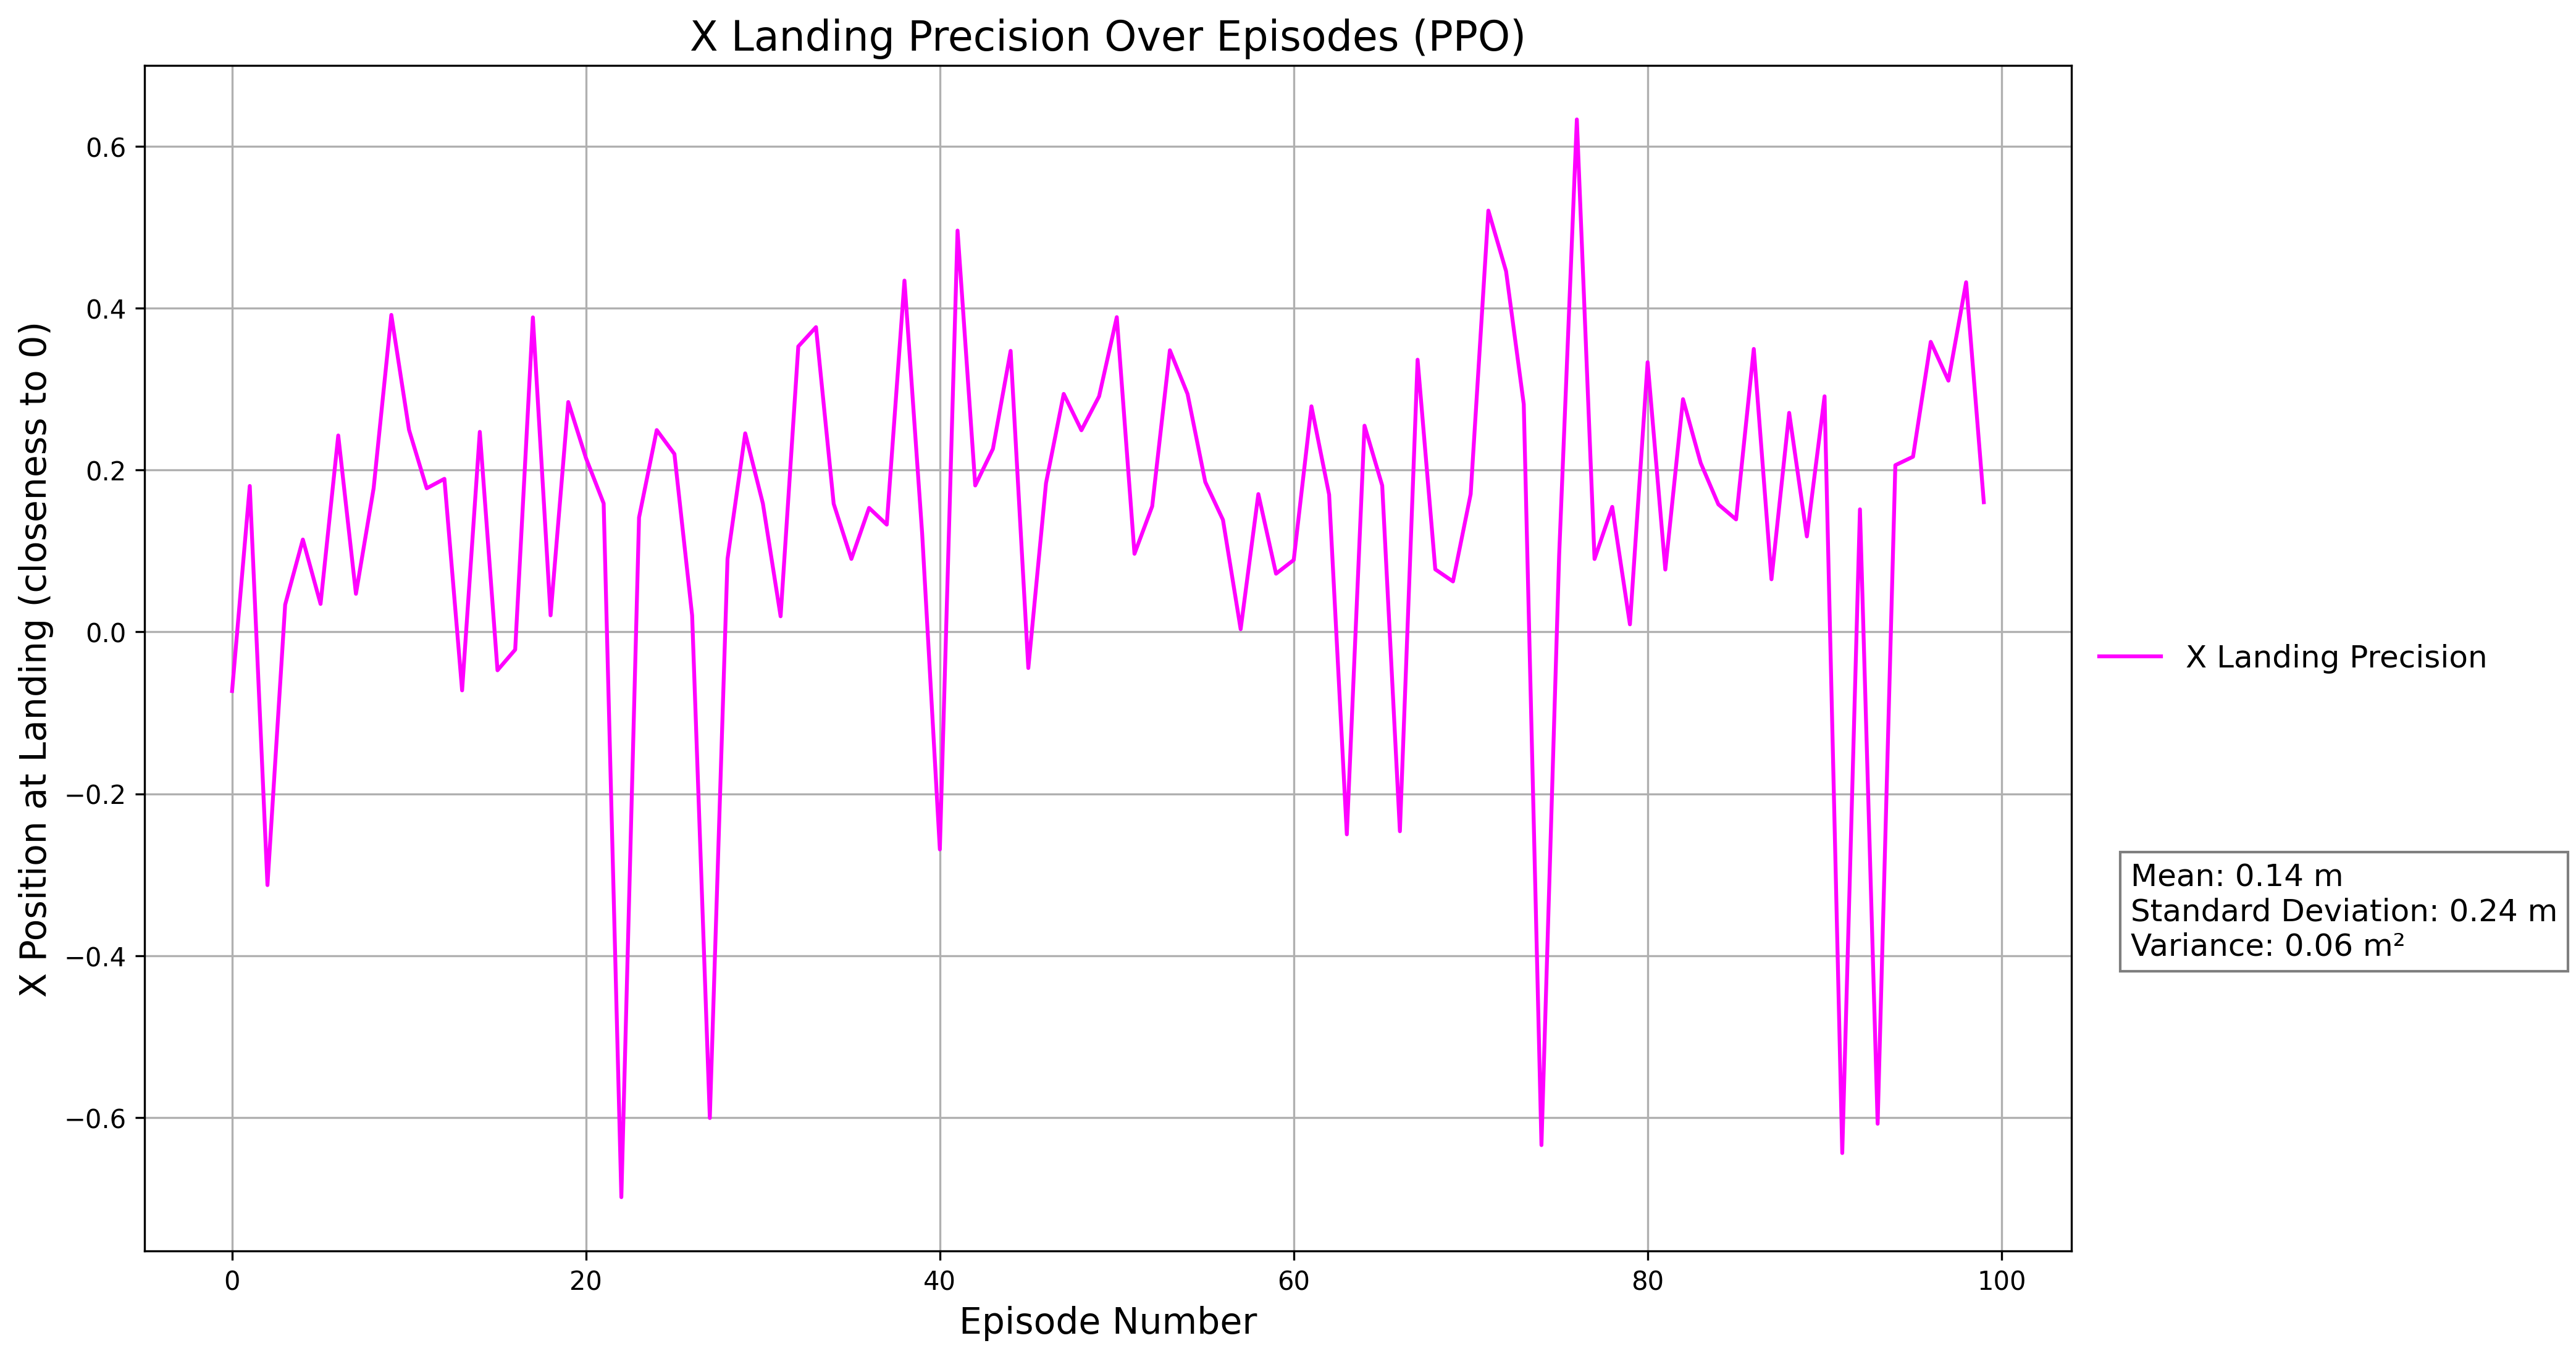 X Landing Precision Over Episodes (PPO)
X Position at Landing (closeness to 0)
0.6
0.4
0.2
0.0
−0.2
−0.4
−0.6
0
20
40
60
80
100
Episode Number
X Landing Precision
Mean: 0.14 m
Standard Deviation: 0.24 m
Variance: 0.06 m²